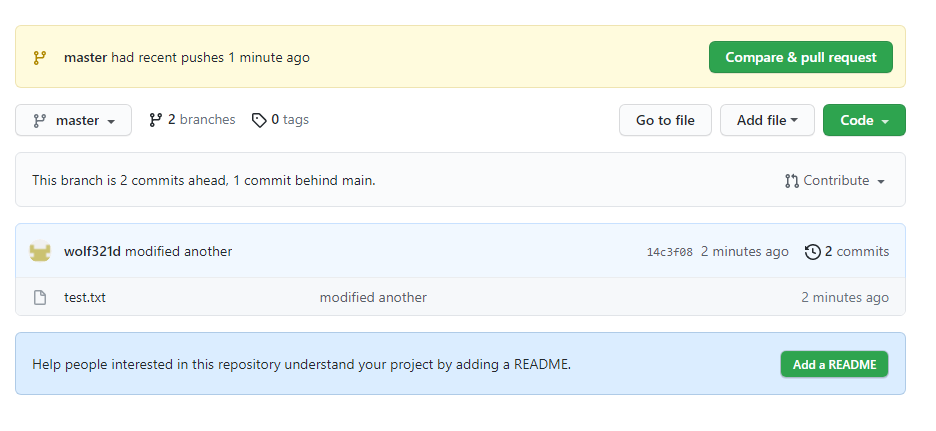 master had recent pushes 1 minute ago Compare & pull request
master 2 branches 0 tags Go to file Add file Code
This branch is 2 commits ahead, 1 commit behind main. Contribute
wolf321d modified another 14c3f08 2 minutes ago 2 commits
test.txt modified another 2 minutes ago
Help people interested in this repository understand your project by adding a README. Add a README